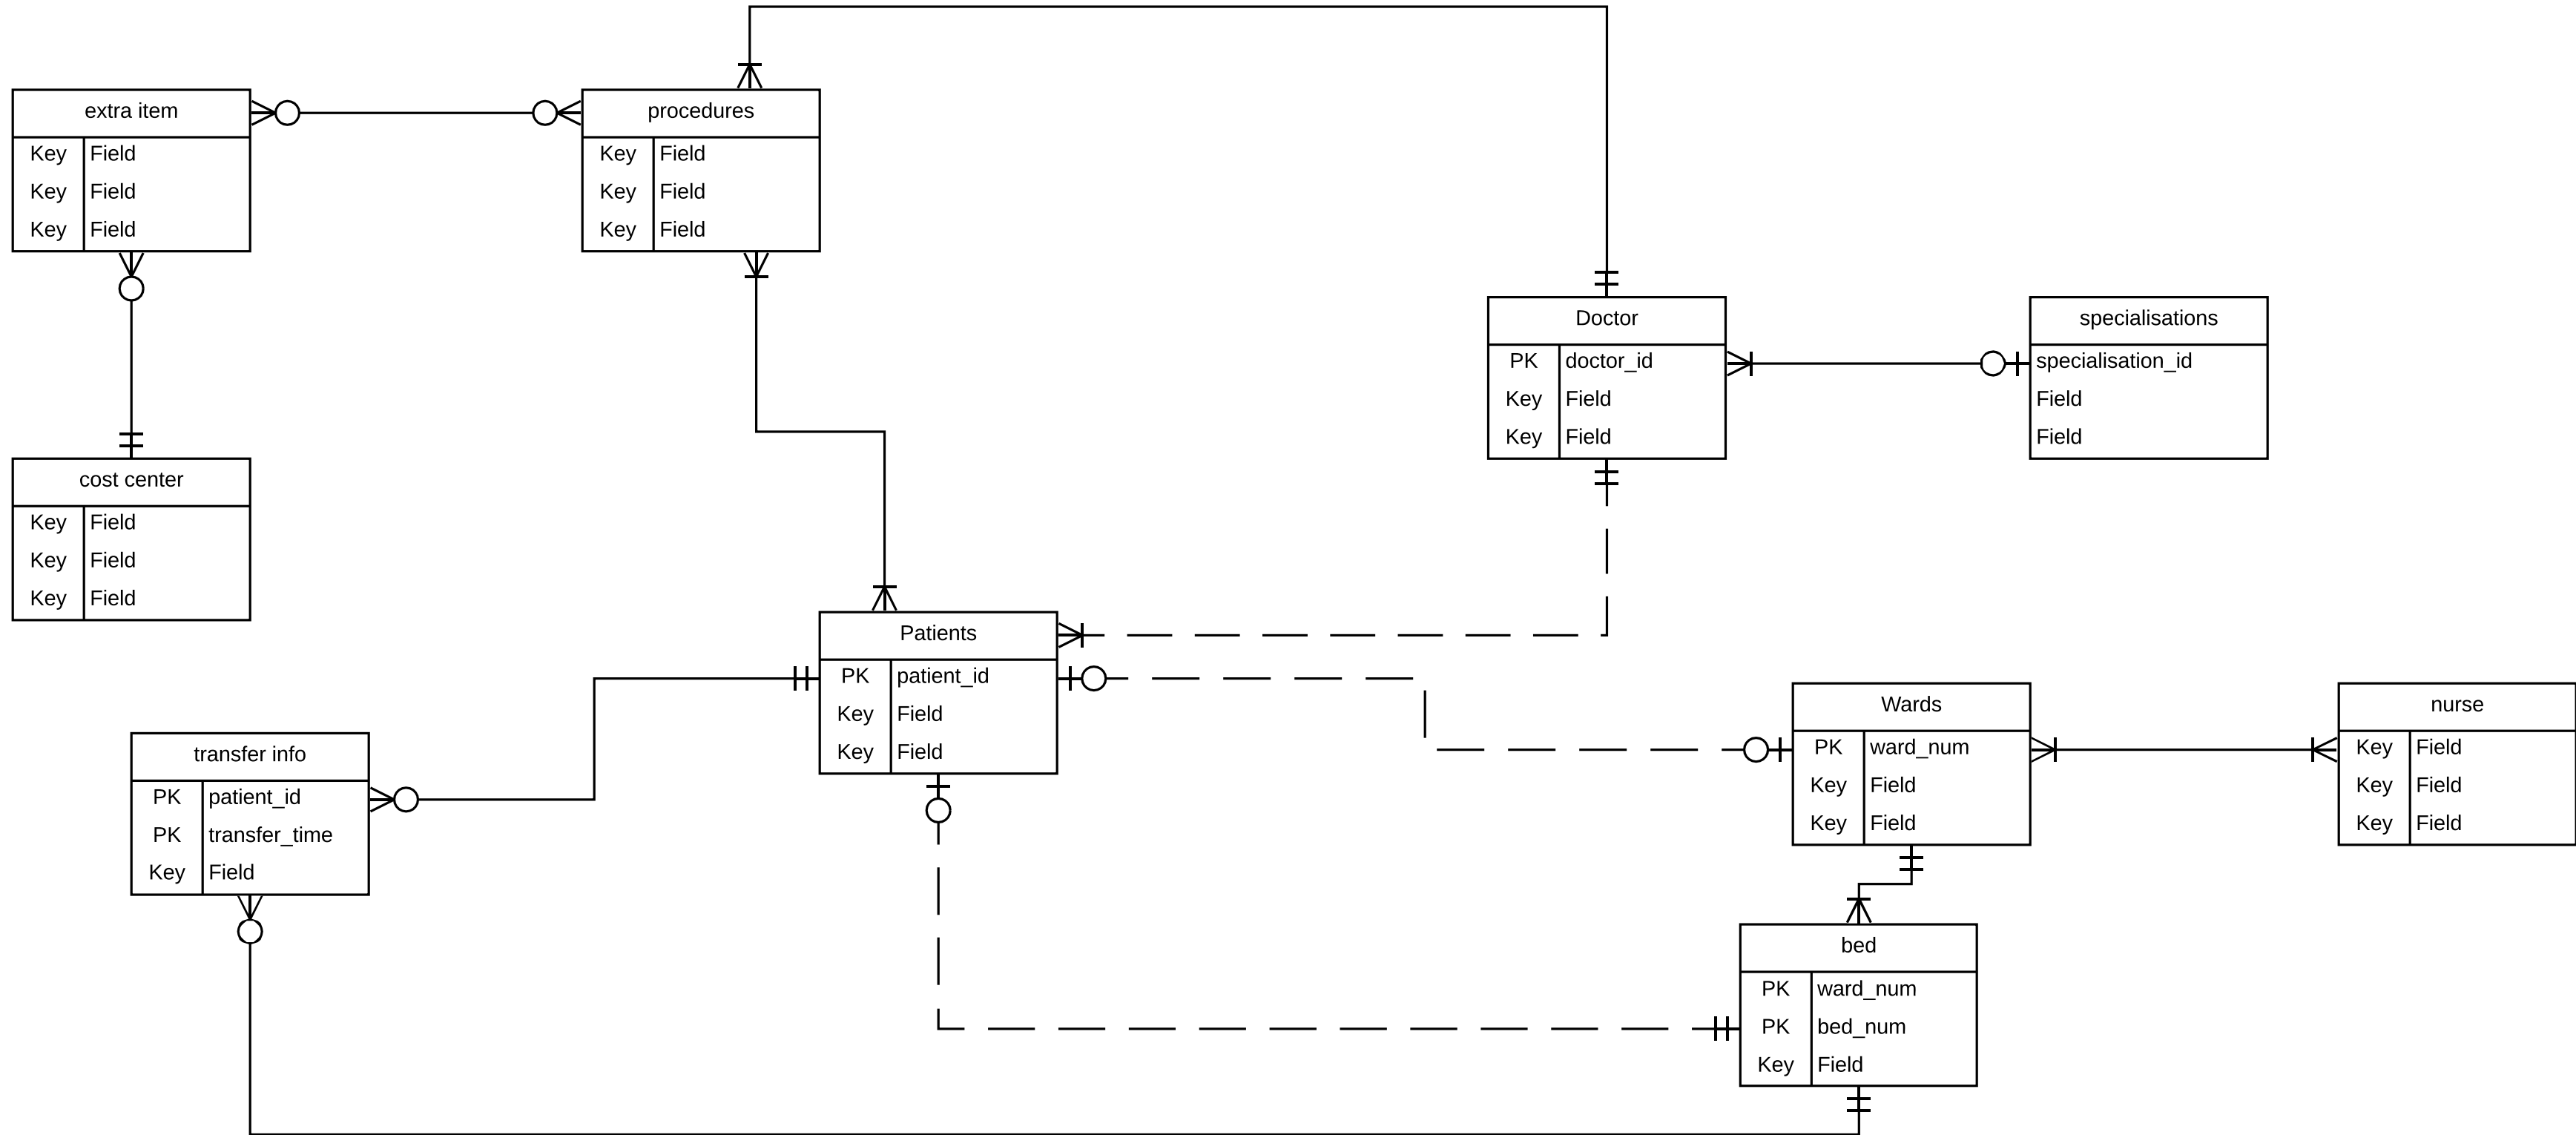 extra item
Key Field
Key Field
Key Field
procedures
Key Field
Key Field
Key Field
Doctor
PK doctor_id
Key Field
Key Field
specialisations
specialisation_id
Field
Field
cost center
Key Field
Key Field
Key Field
Patients
PK patient_id
Key Field
Key Field
Wards
PK ward_num
Key Field
Key Field
nurse
Key Field
Key Field
Key Field
transfer info
PK patient_id
PK transfer_time
Key Field
bed
PK ward_num
PK bed_num
Key Field